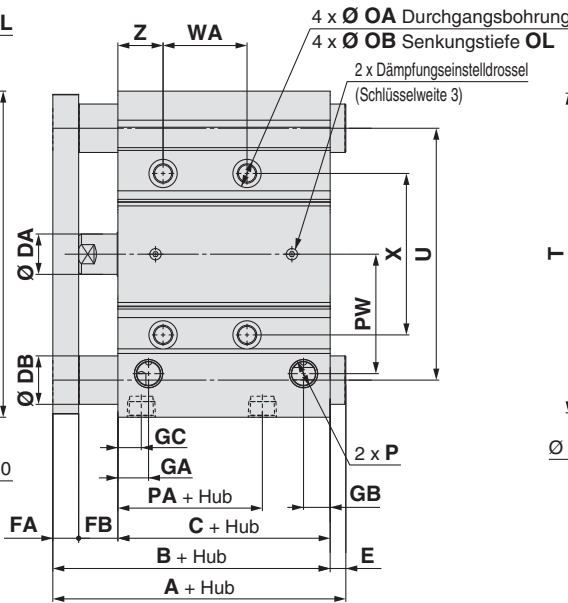 L
Z
WA
4 x Ø OA Durchgangsbohrung
4 x Ø OB Senkungstiefe OL
2 x Dämpfungseinstelldrossel
(Schlüsselweite 3)
Ø DA
X
U
T
PW
Ø DB
GC
2 x P
0
Ø
GA
PA + Hub
GB
FA
FB
C + Hub
B + Hub
E
A + Hub